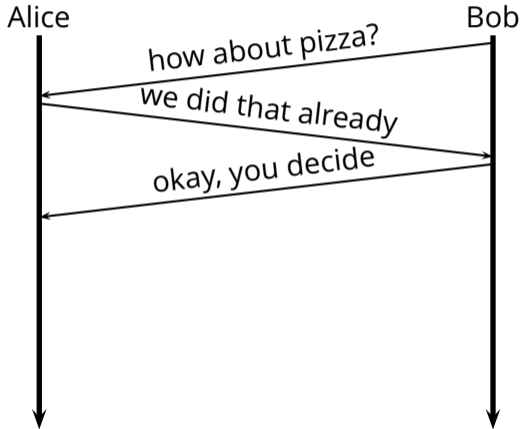 Alice
Bob
how about pizza?
we did that already
okay, you decide